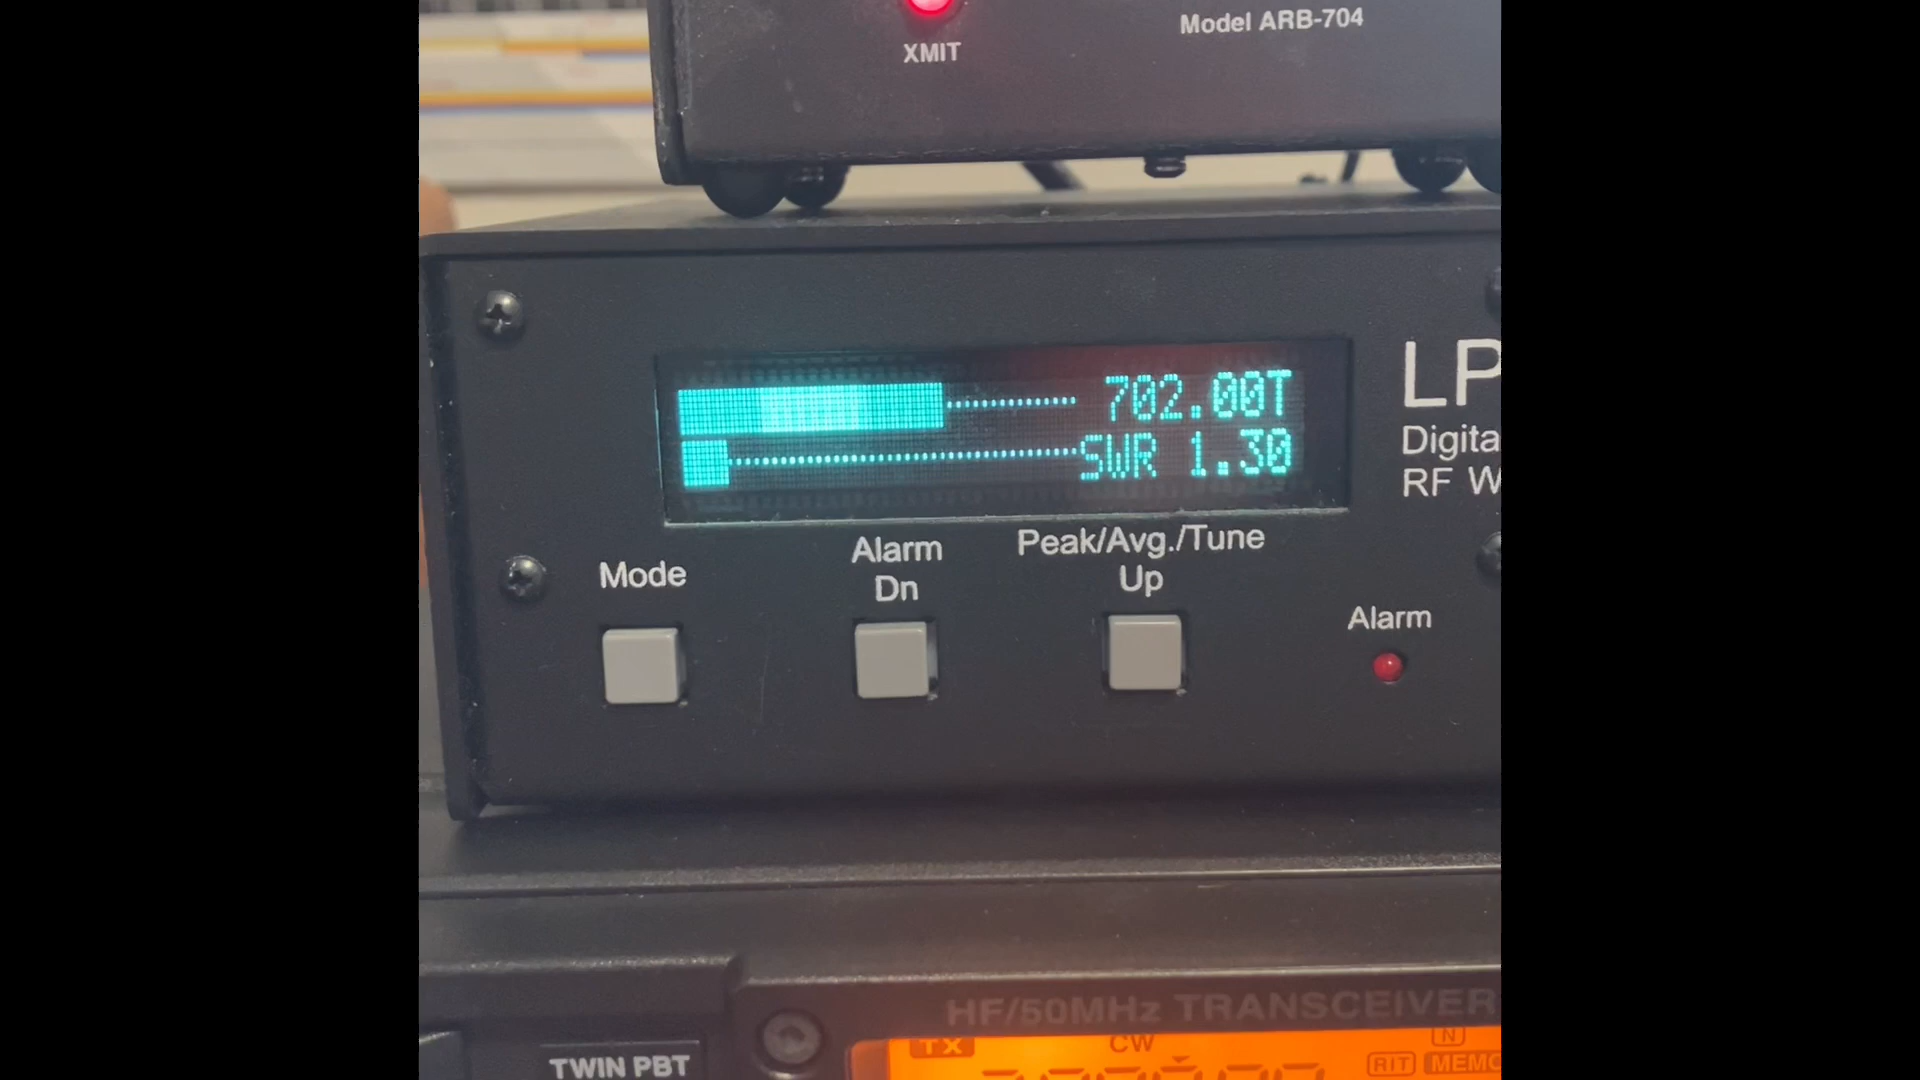 Model ARB-704
XMIT
702.00T
SWR 1.30
LP
Digita
RF W
Mode
Alarm
Dn
Peak/Avg./Tune
Up
Alarm
HF/50MHz TRANSCEIVER
TWIN PBT
TX
CW
N
RIT
MEMO